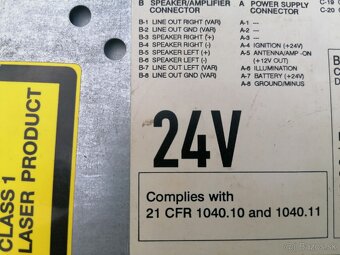 B SPEAKER/AMPLIFIER CONNECTOR
B-1 LINE OUT RIGHT (VAR)
B-2 LINE OUT GND (VAR)
B-3 SPEAKER RIGHT (+)
B-4 SPEAKER RIGHT (-)
B-5 SPEAKER LEFT (+)
B-6 SPEAKER LEFT (-)
B-7 LINE OUT LEFT (VAR)
B-8 LINE OUT GND (VAR)
A POWER SUPPLY CONNECTOR
A-1 ---
A-2 ---
A-3 ---
A-4 IGNITION (+24V)
A-5 ANTENNA/AMP-ON
(+12V OUT)
A-6 ILLUMINATION
A-7 BATTERY (+24V)
A-8 GROUND/MINUS
C-19
C-20
24V
Complies with
21 CFR 1040.10 and 1040.11
CLASS 1
LASER PRODUCT